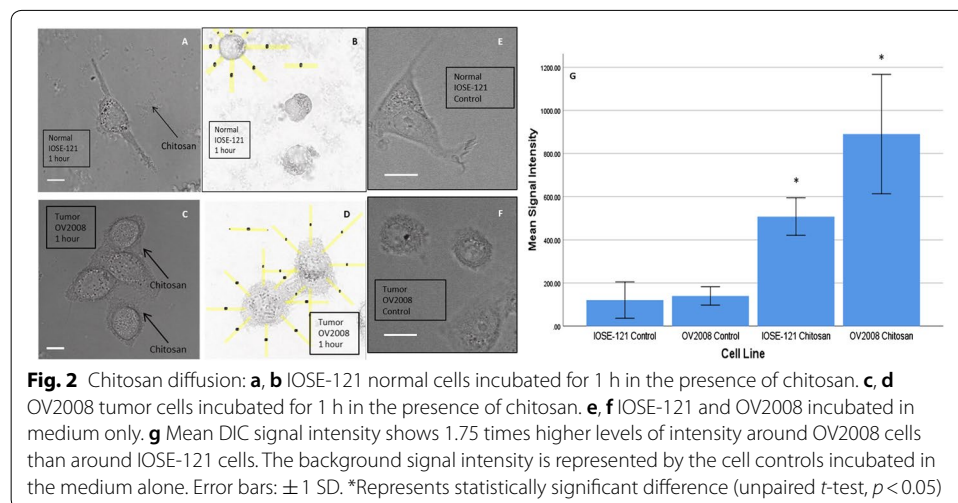 A
Normal
IOSE-121
1 hour
Chitosan
B
Normal
IOSE-121
1 hour
E
Normal
IOSE-121
Control
C
Tumor
OV2008
1 hour
Chitosan
Chitosan
D
Tumor
OV2008
1 hour
F
Tumor
OV2008
Control
G
Mean Signal Intensity
1200.00
1000.00
800.00
600.00
400.00
200.00
.00
*
*
IOSE-121 Control
OV2008 Control
IOSE-121 Chitosan
OV2008 Chitosan
Cell Line
Fig. 2 Chitosan diffusion: a, b IOSE-121 normal cells incubated for 1 h in the presence of chitosan. c, d
OV2008 tumor cells incubated for 1 h in the presence of chitosan. e, f IOSE-121 and OV2008 incubated in
medium only. g Mean DIC signal intensity shows 1.75 times higher levels of intensity around OV2008 cells
than around IOSE-121 cells. The background signal intensity is represented by the cell controls incubated in
the medium alone. Error bars: ± 1 SD. *Represents statistically significant difference (unpaired t-test, p < 0.05)